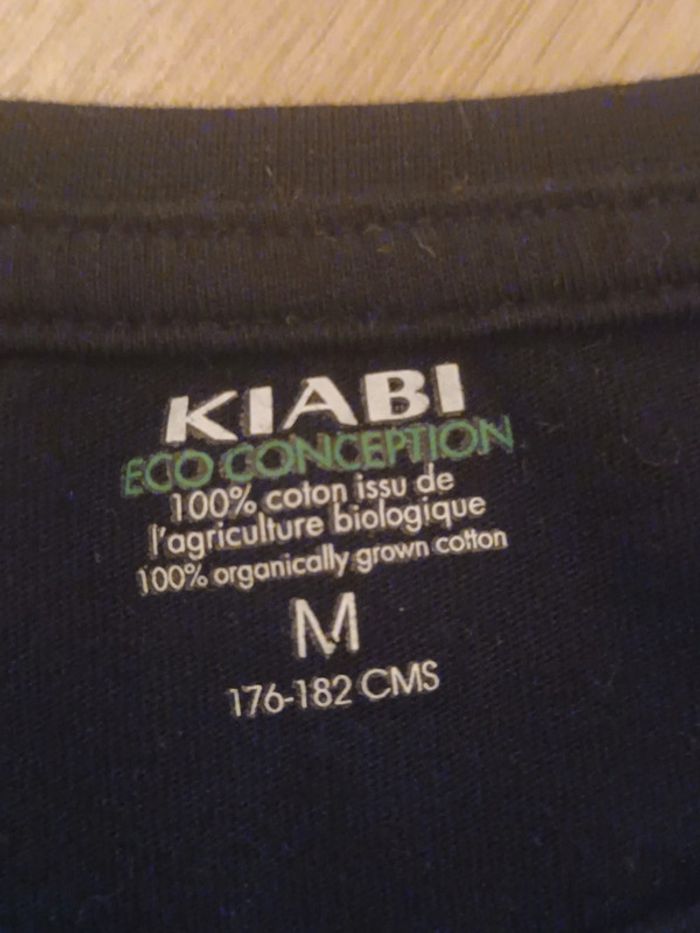 KIABI
ECO CONCEPTION
100% coton issu de
l'agriculture biologique
100% organically grown cotton
M
176-182 CMS